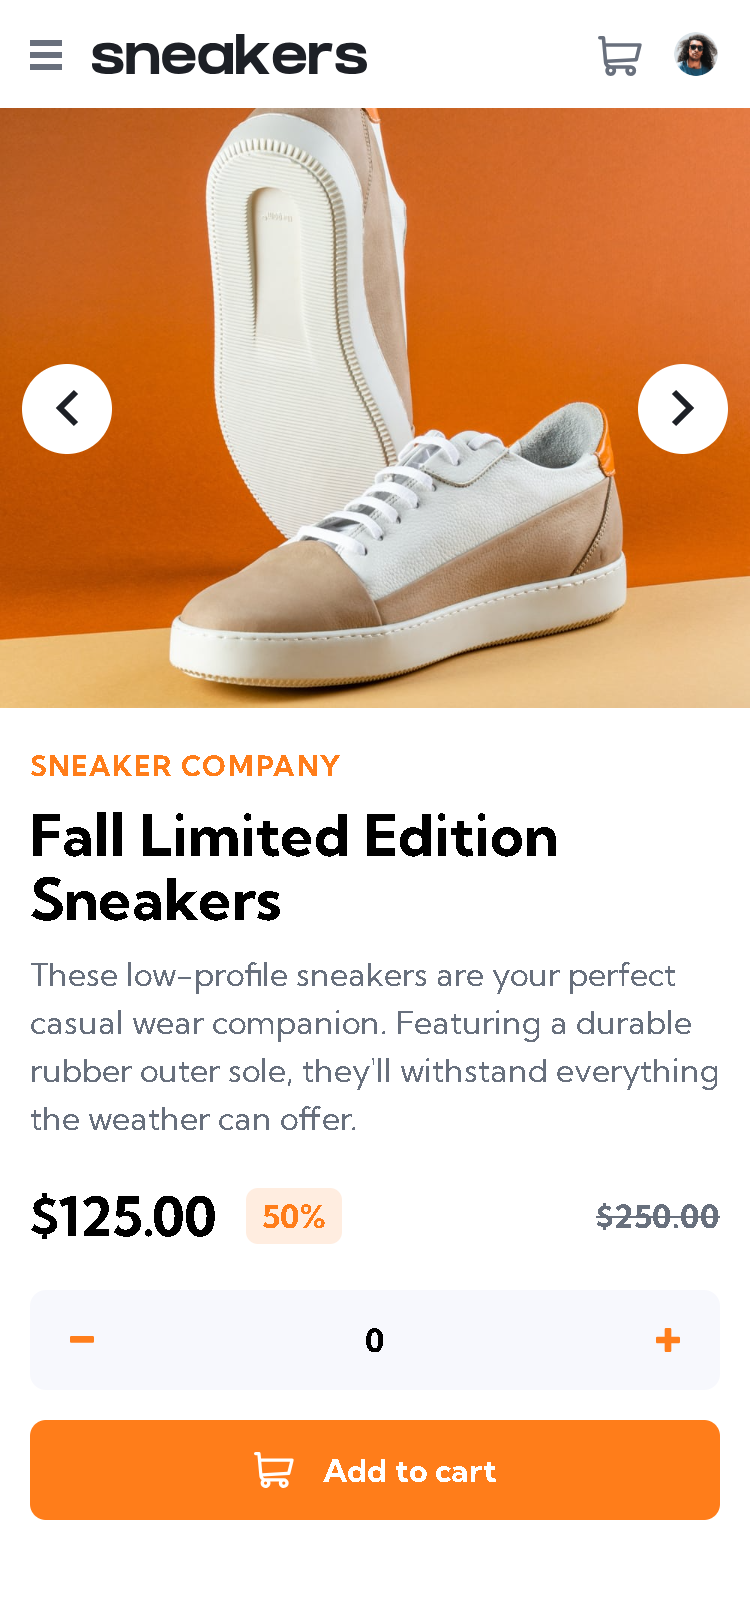 sneakers
SNEAKER COMPANY
Fall Limited Edition
Sneakers
These low-profile sneakers are your perfect
casual wear companion. Featuring a durable
rubber outer sole, they'll withstand everything
the weather can offer.
$125.00 50% $250.00
0
Add to cart